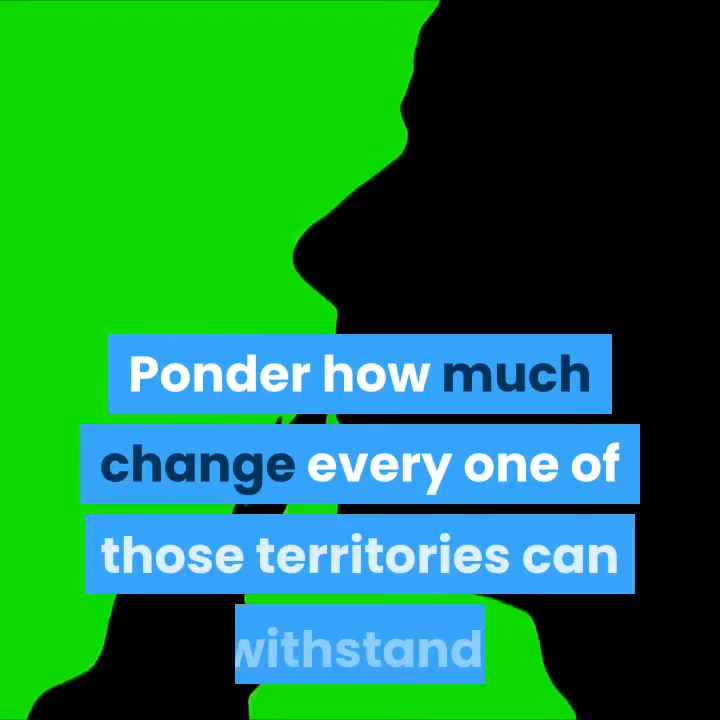 Ponder how much
change every one of
those territories can
withstand